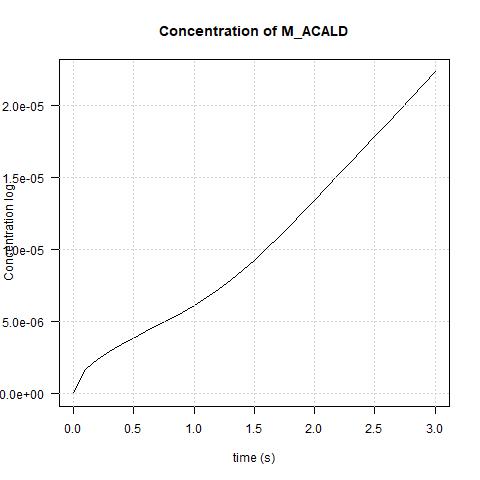 Concentration of M_ACALD
2.0e-05
1.5e-05
1.0e-05
5.0e-06
0.0e+00
Concentration log
0.0 0.5 1.0 1.5 2.0 2.5 3.0
time (s)